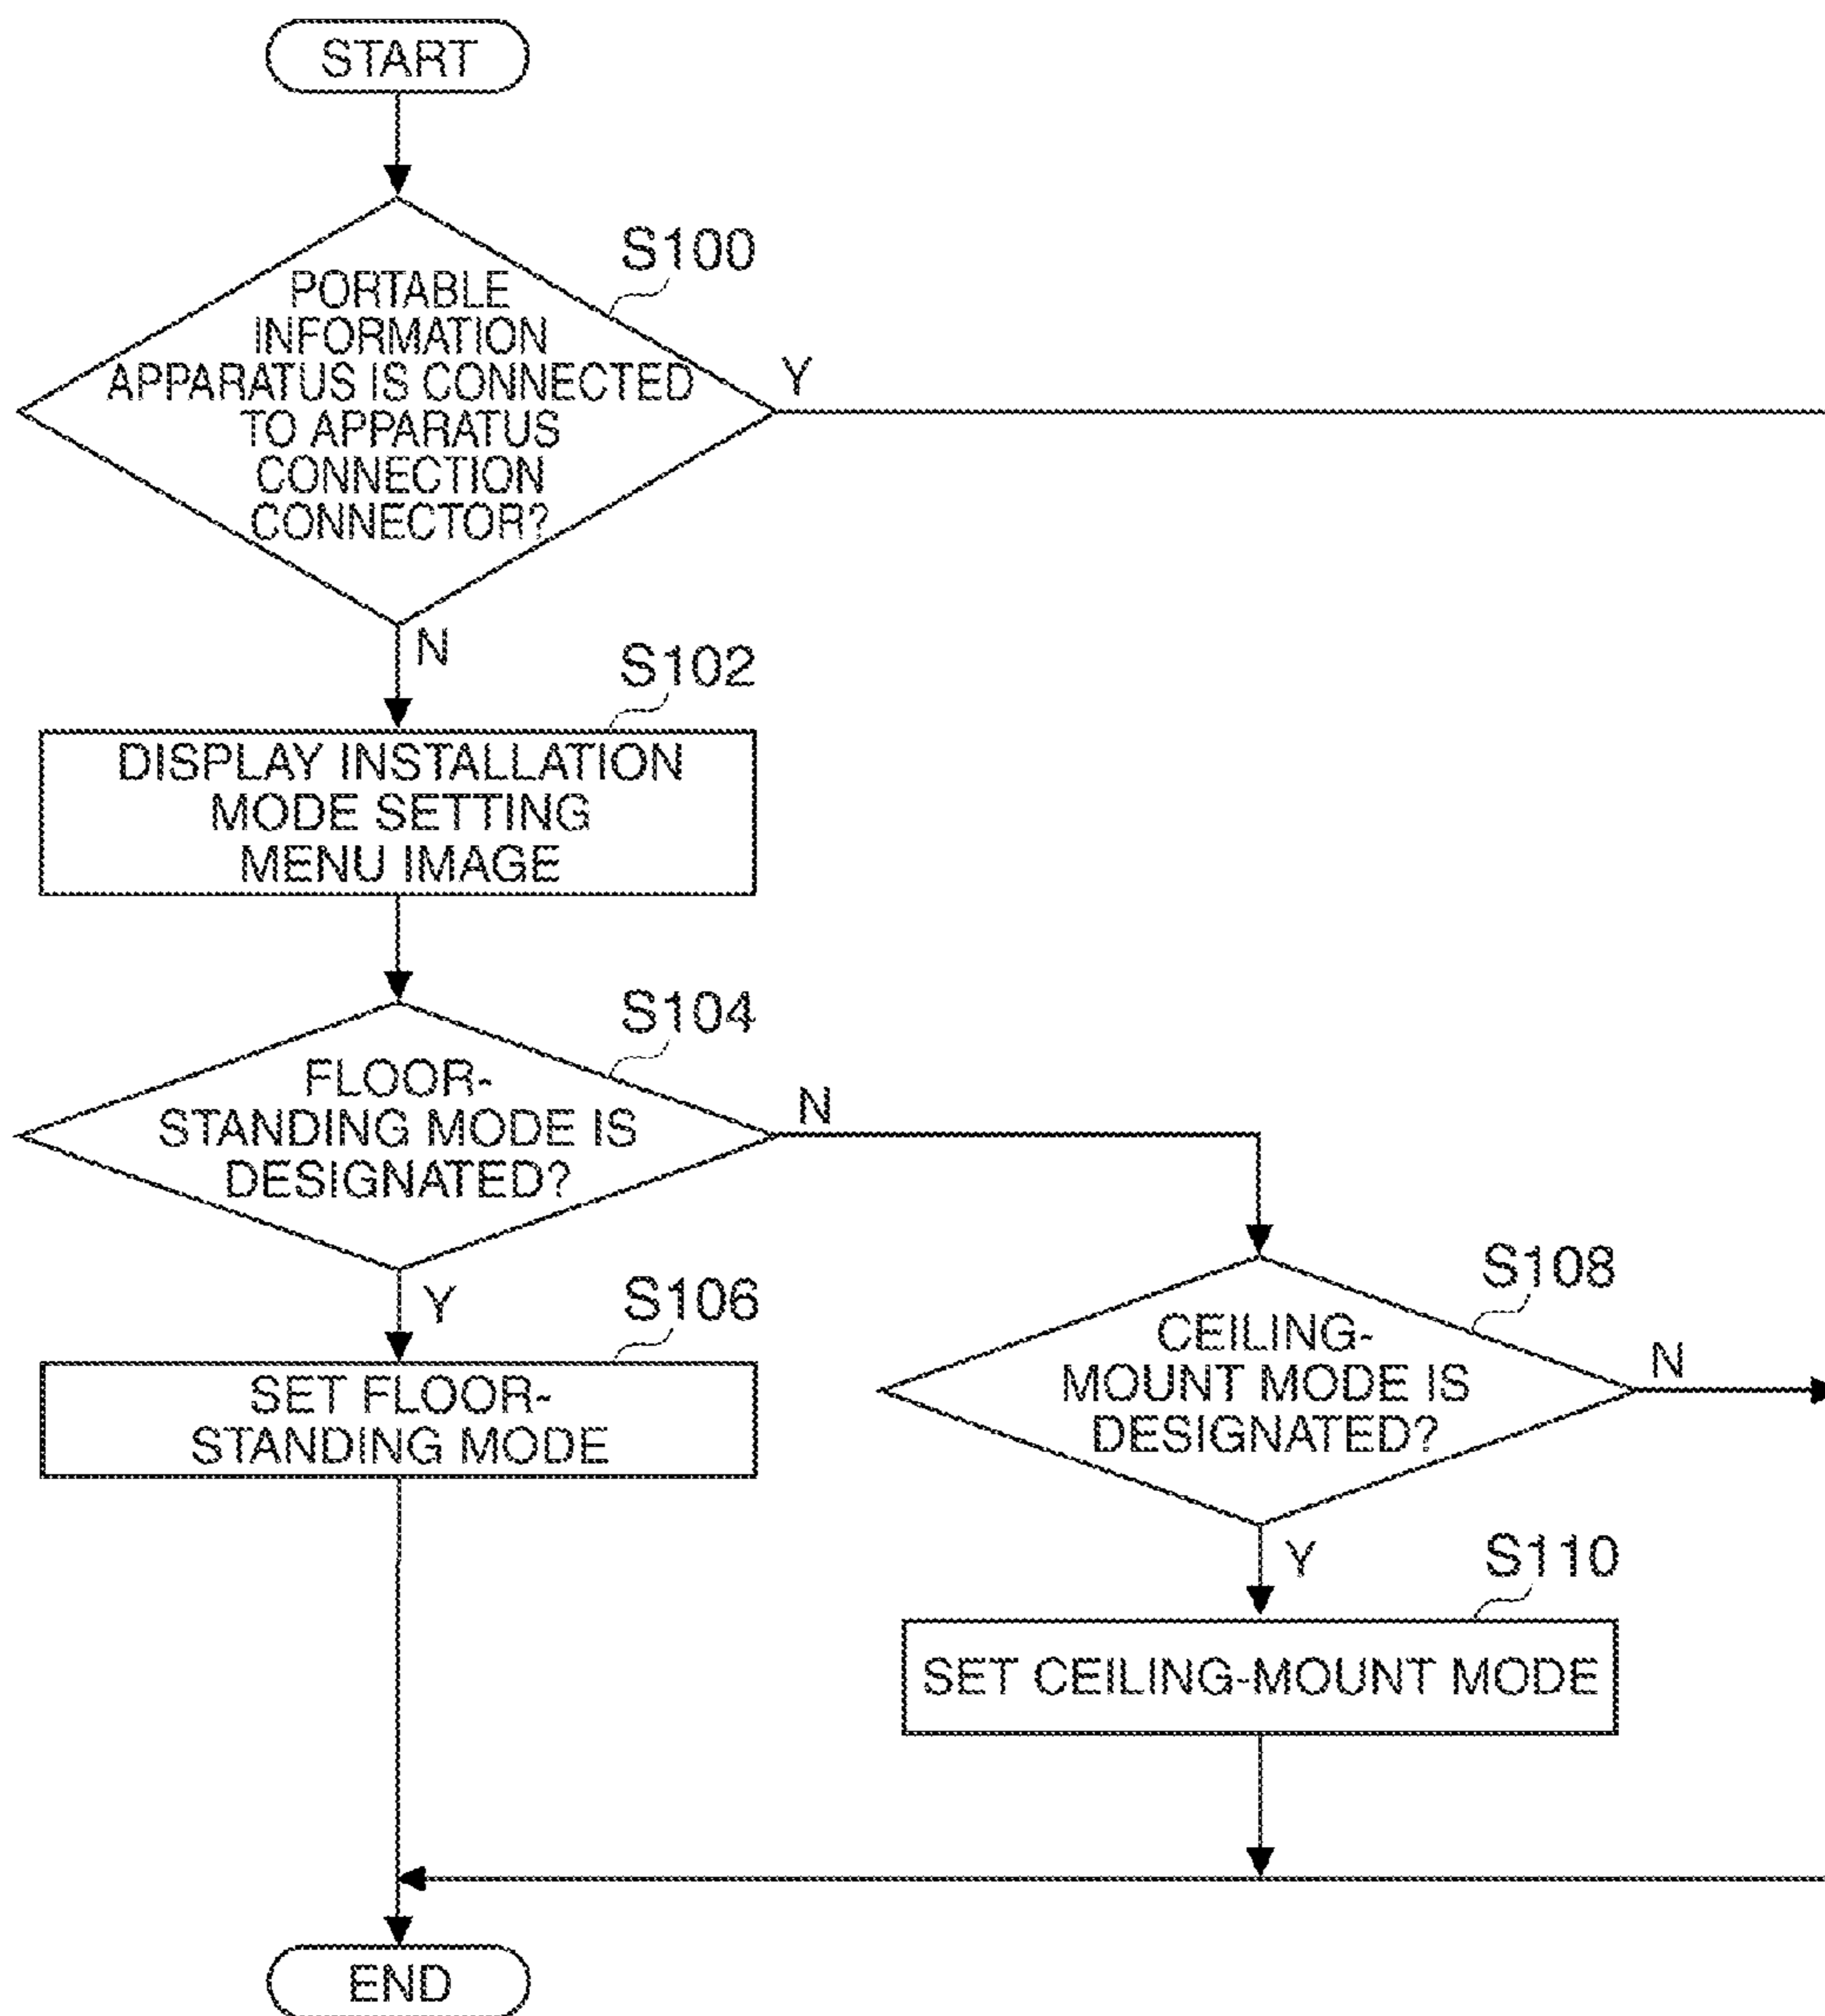 START
S100
PORTABLE
INFORMATION
APPARATUS IS CONNECTED
TO APPARATUS
CONNECTION
CONNECTOR?
Y
N
S102
DISPLAY INSTALLATION
MODE SETTING
MENU IMAGE
S104
FLOOR-
STANDING MODE IS
DESIGNATED?
N
Y
S106
SET FLOOR-
STANDING MODE
S108
CEILING-
MOUNT MODE IS
DESIGNATED?
N
Y
S110
SET CEILING-MOUNT MODE
END